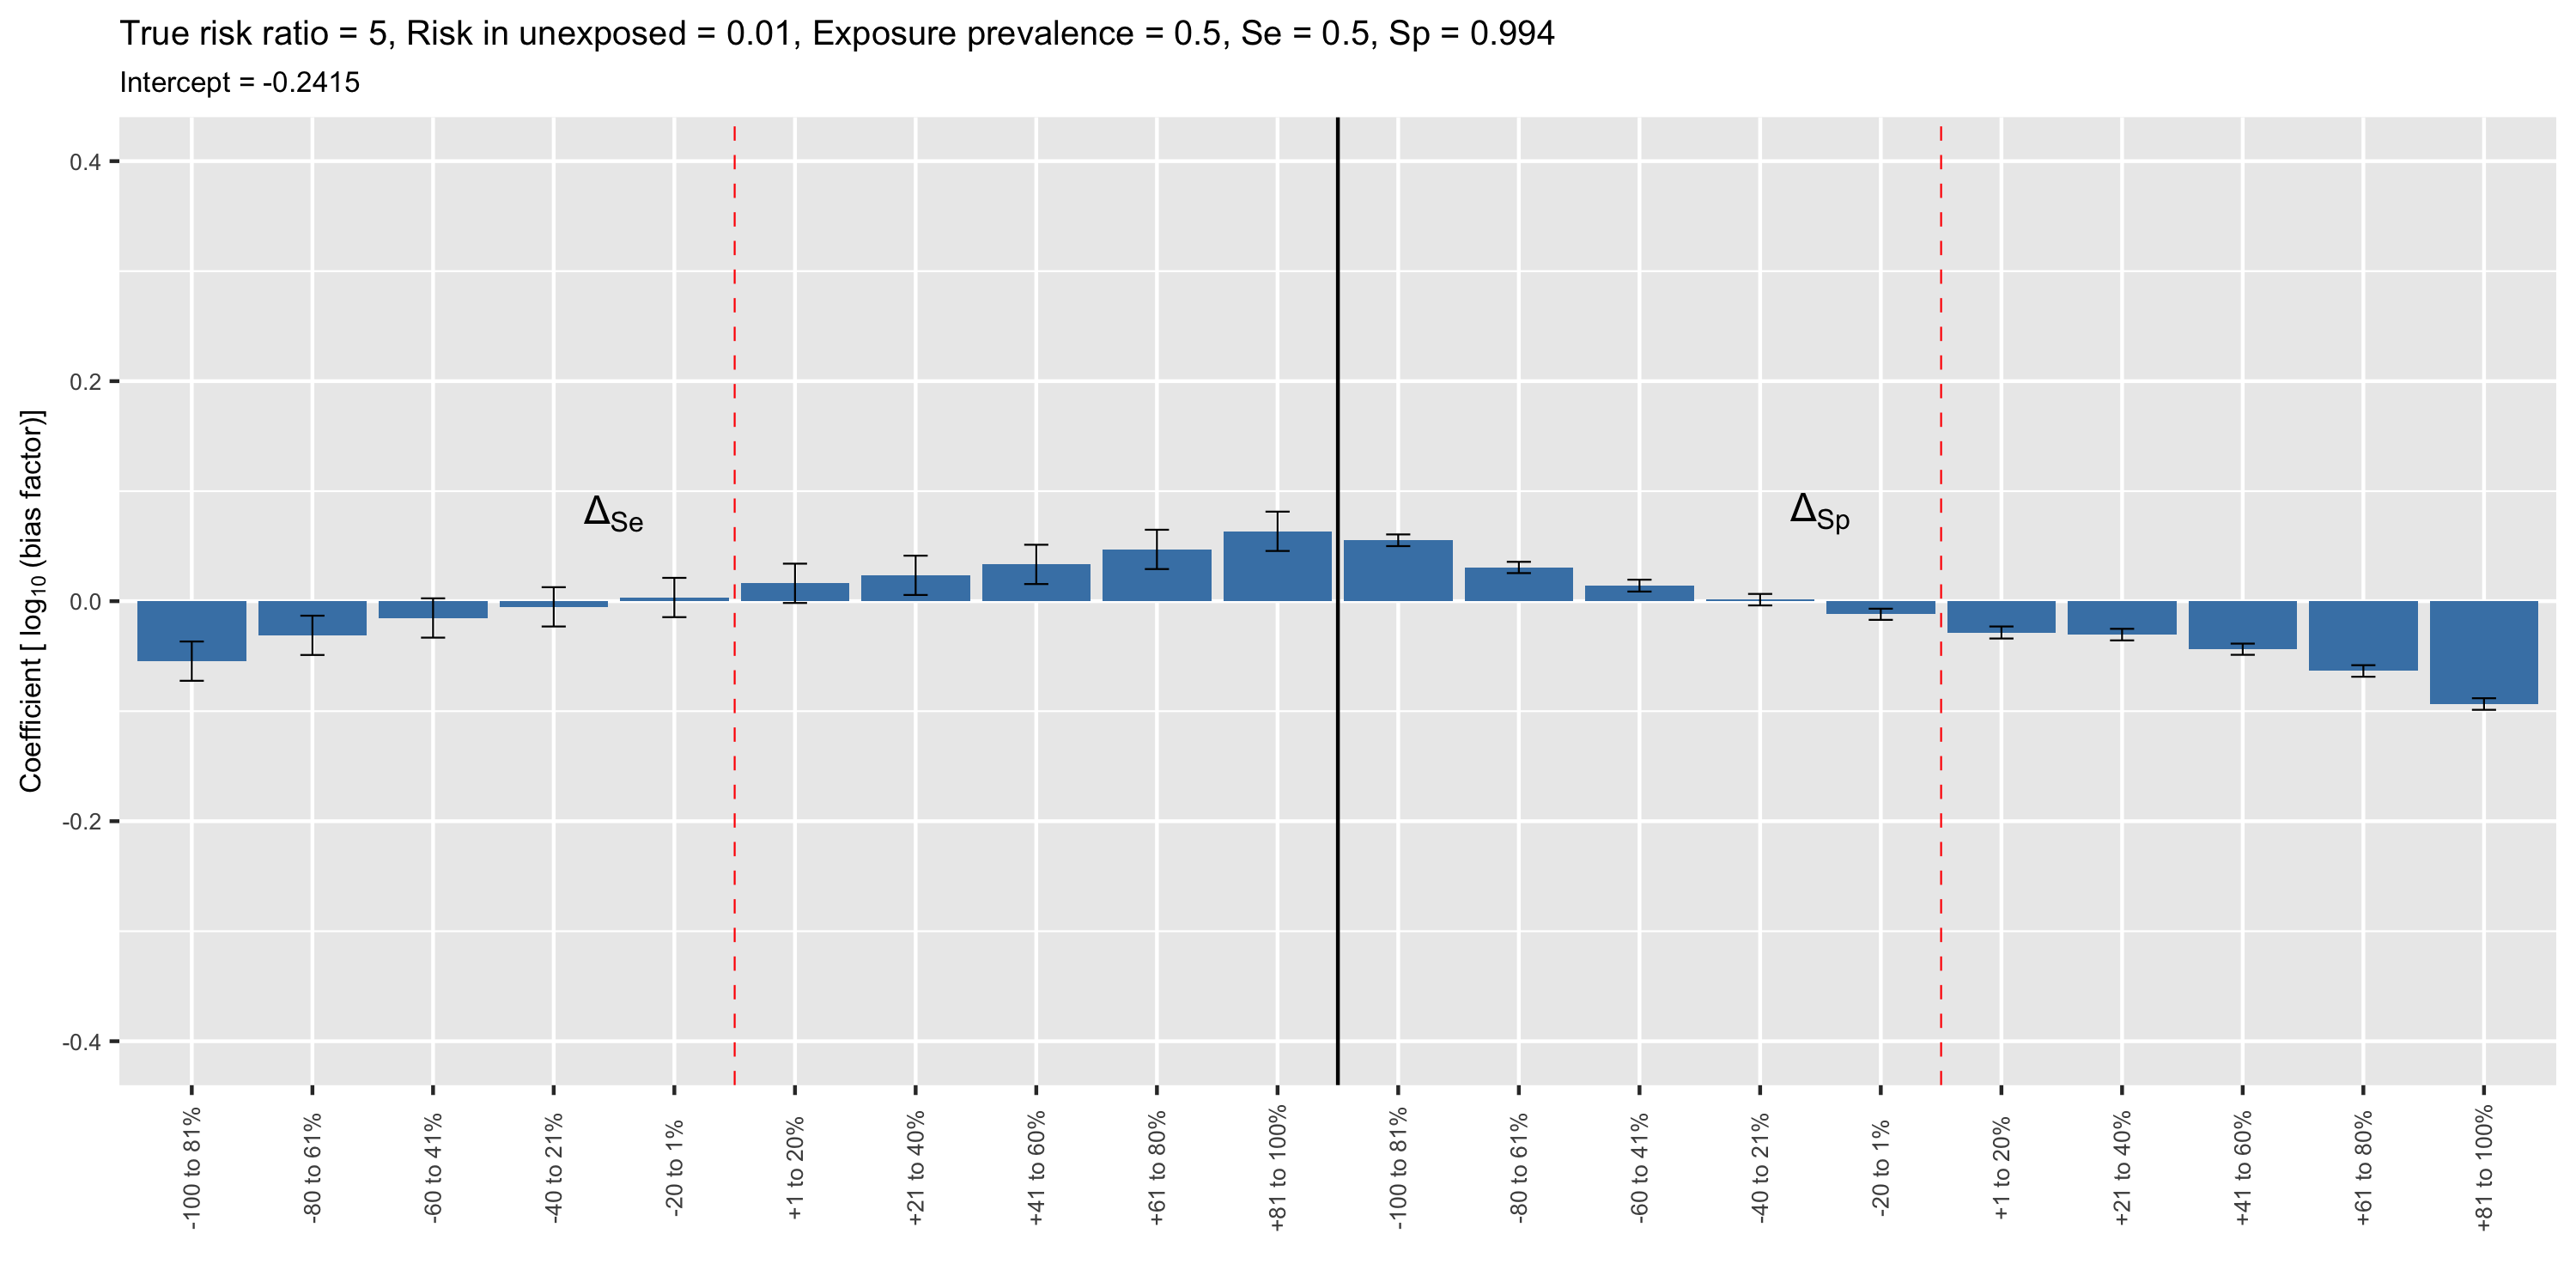 True risk ratio = 5, Risk in unexposed = 0.01, Exposure prevalence = 0.5, Se = 0.5, Sp = 0.994
Intercept = -0.2415
Coefficient [ log10 (bias factor)]
0.4
0.2
0.0
-0.2
-0.4
ΔSe
ΔSp
-100 to 81%
-80 to 61%
-60 to 41%
-40 to 21%
-20 to 1%
+1 to 20%
+21 to 40%
+41 to 60%
+61 to 80%
+81 to 100%
-100 to 81%
-80 to 61%
-60 to 41%
-40 to 21%
-20 to 1%
+1 to 20%
+21 to 40%
+41 to 60%
+61 to 80%
+81 to 100%